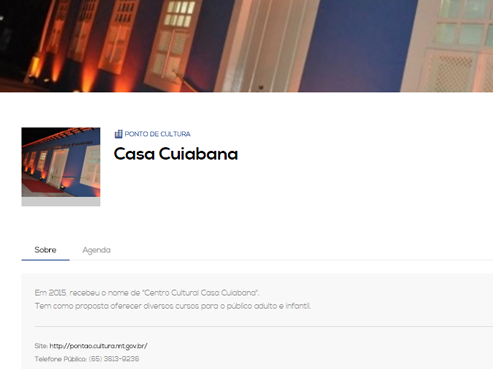 PONTO DE CULTURA
Casa Cuiabana
Sobre Agenda
Em 2015, recebeu o nome de "Centro Cultural Casa Cuiabana".
Tem como proposta oferecer diversos cursos para o público adulto e infantil.
Site: http://pontao.cultura.mt.gov.br/
Telefone Público: (65) 3613-9236